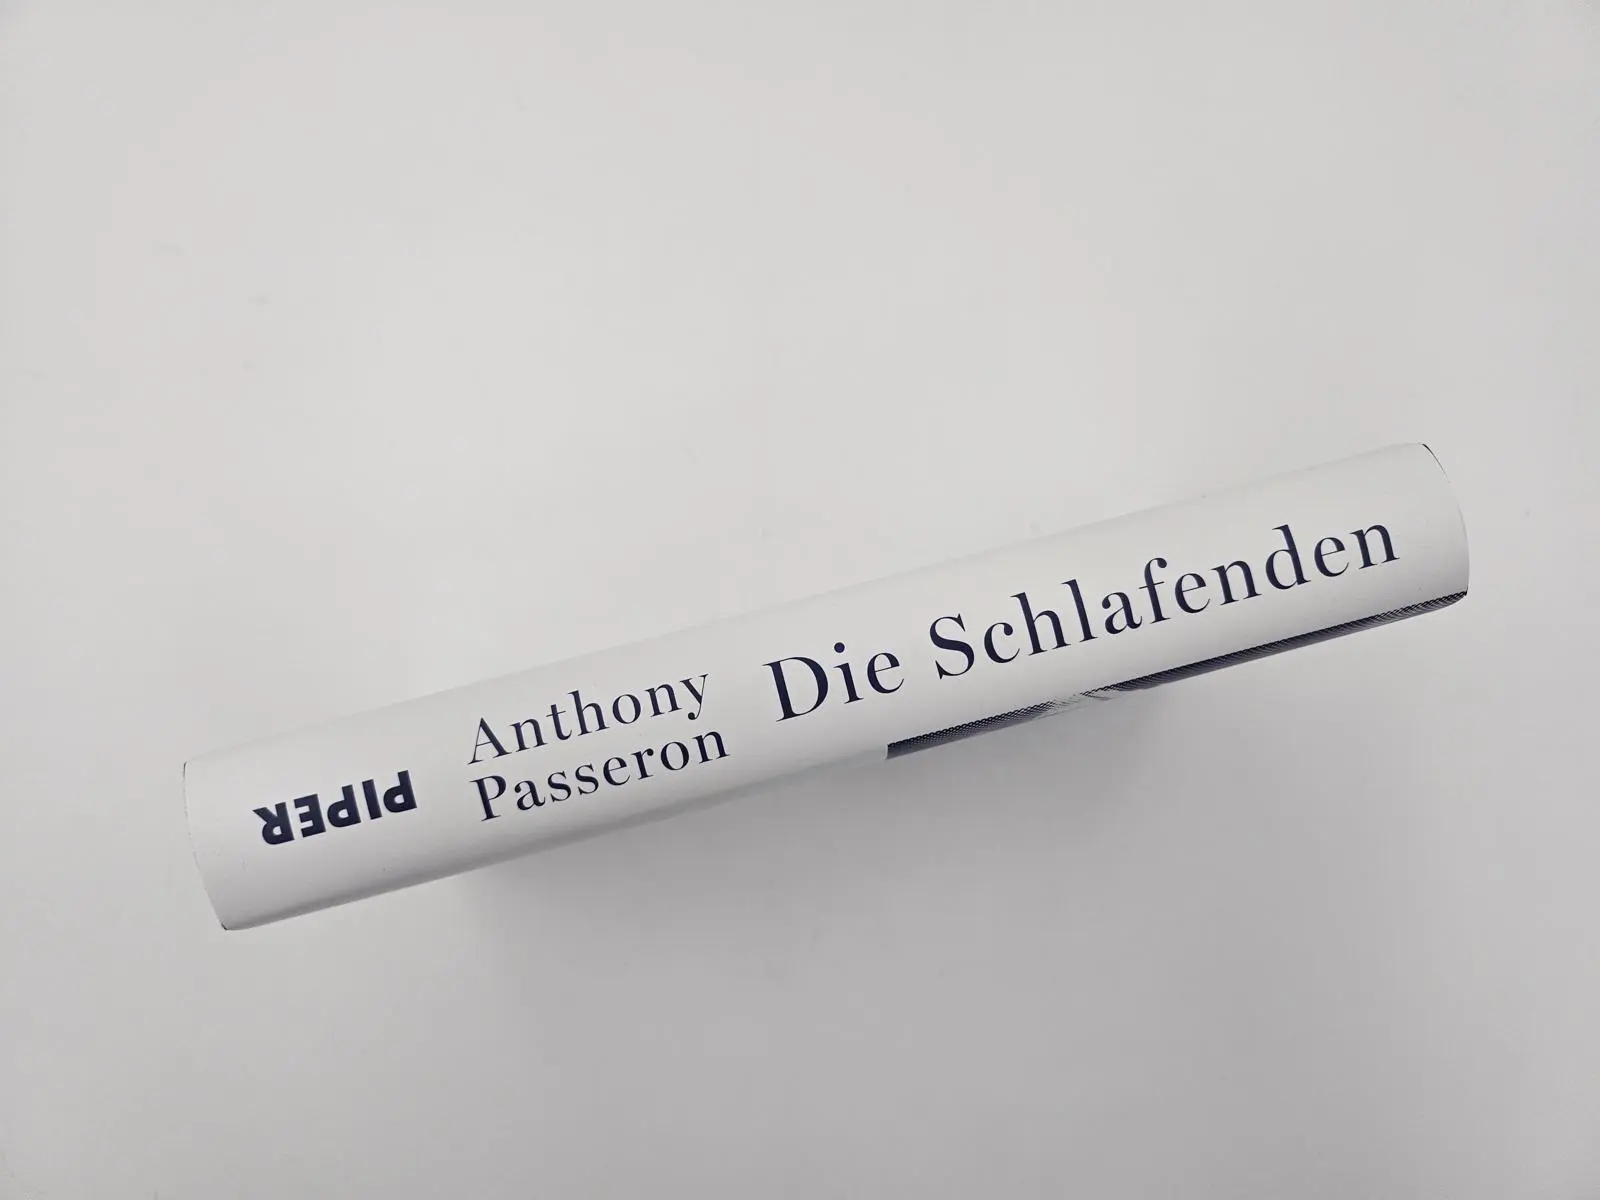 PIPER
Anthony
Passeron
Die Schlafenden